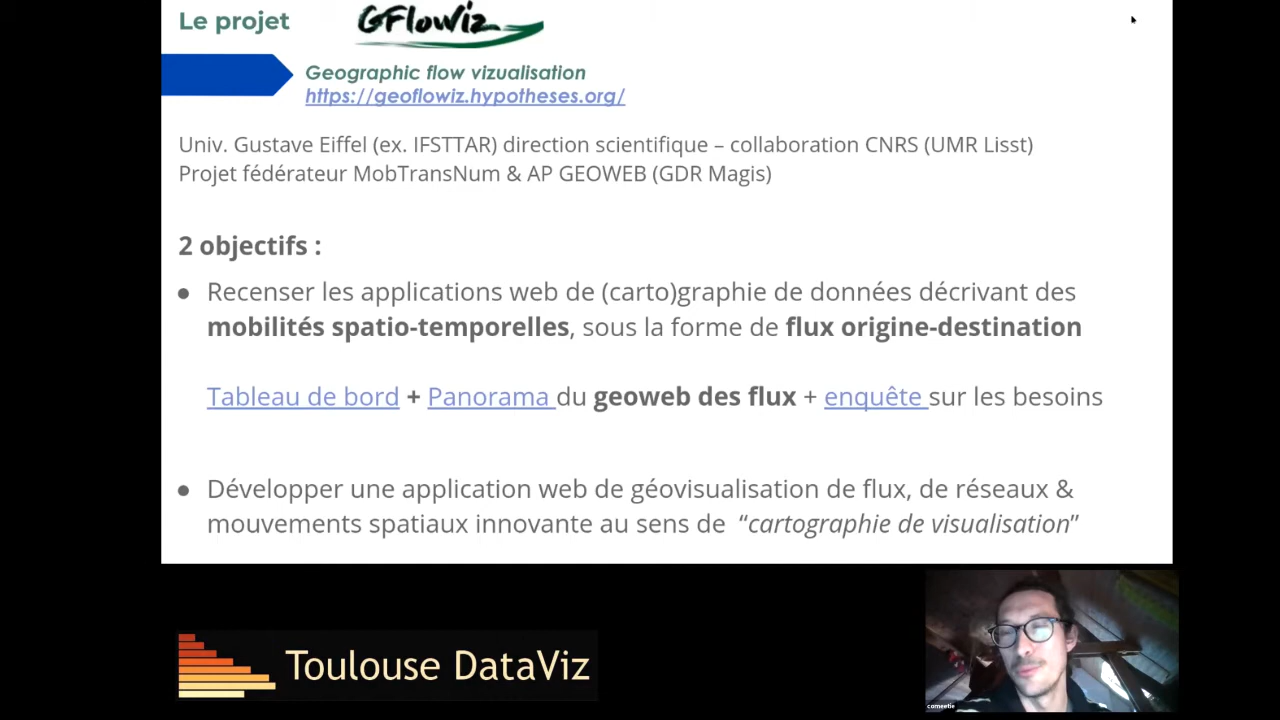 Le projet
GFlowiz
Geographic flow vizualisation
https://geoflowiz.hypotheses.org/
Univ. Gustave Eiffel (ex. IFSTTAR) direction scientifique – collaboration CNRS (UMR Lisst)
Projet fédérateur MobTransNum & AP GEOWEB (GDR Magis)
2 objectifs :
● Recenser les applications web de (carto)graphie de données décrivant des
mobilités spatio-temporelles, sous la forme de flux origine-destination
Tableau de bord + Panorama du geoweb des flux + enquête sur les besoins
● Développer une application web de géovisualisation de flux, de réseaux &
mouvements spatiaux innovante au sens de “cartographie de visualisation”
Toulouse DataViz
comeetie